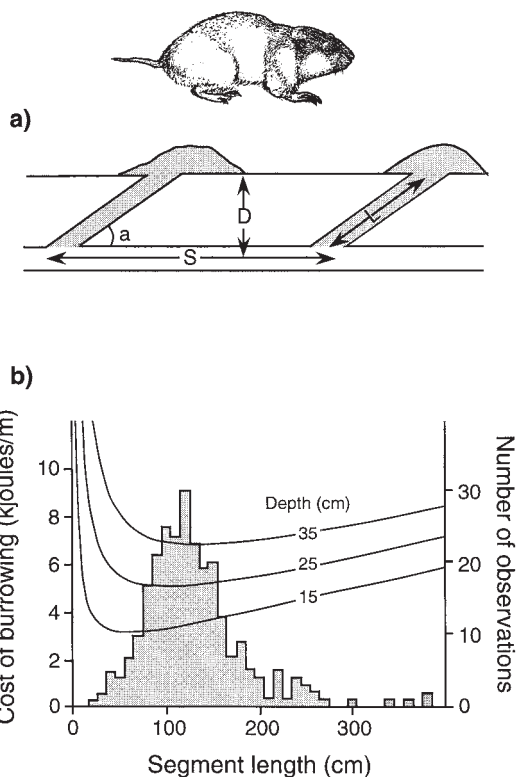 a)
D
L
a
S
b)
Cost of burrowing (kjoules/m)
Number of observations
10
8
6
4
2
0
30
20
10
0
Depth (cm)
35
25
15
0
100
200
300
Segment length (cm)